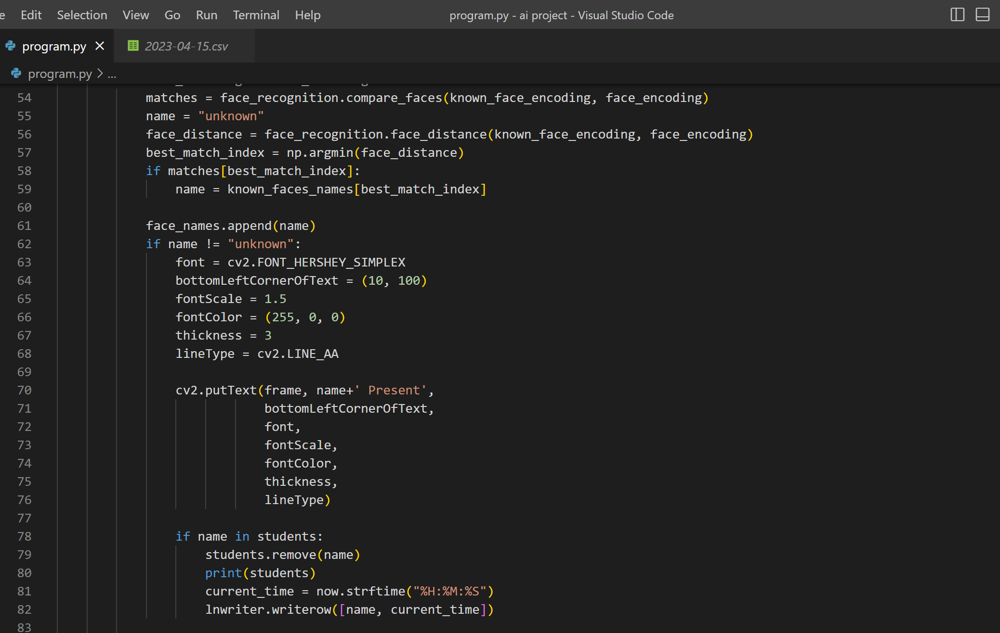 Edit Selection View Go Run Terminal Help program.py - ai project - Visual Studio Code
program.py 2023-04-15.csv
program.py > ...
54 matches = face_recognition.compare_faces(known_face_encoding, face_encoding)
55 name = "unknown"
56 face_distance = face_recognition.face_distance(known_face_encoding, face_encoding)
57 best_match_index = np.argmin(face_distance)
58 if matches[best_match_index]:
59 name = known_faces_names[best_match_index]
60
61 face_names.append(name)
62 if name != "unknown":
63 font = cv2.FONT_HERSHEY_SIMPLEX
64 bottomLeftCornerOfText = (10, 100)
65 fontScale = 1.5
66 fontColor = (255, 0, 0)
67 thickness = 3
68 lineType = cv2.LINE_AA
69
70 cv2.putText(frame, name+' Present',
71 bottomLeftCornerOfText,
72 font,
73 fontScale,
74 fontColor,
75 thickness,
76 lineType)
77
78 if name in students:
79 students.remove(name)
80 print(students)
81 current_time = now.strftime("%H:%M:%S")
82 lnwriter.writerow([name, current_time])
83